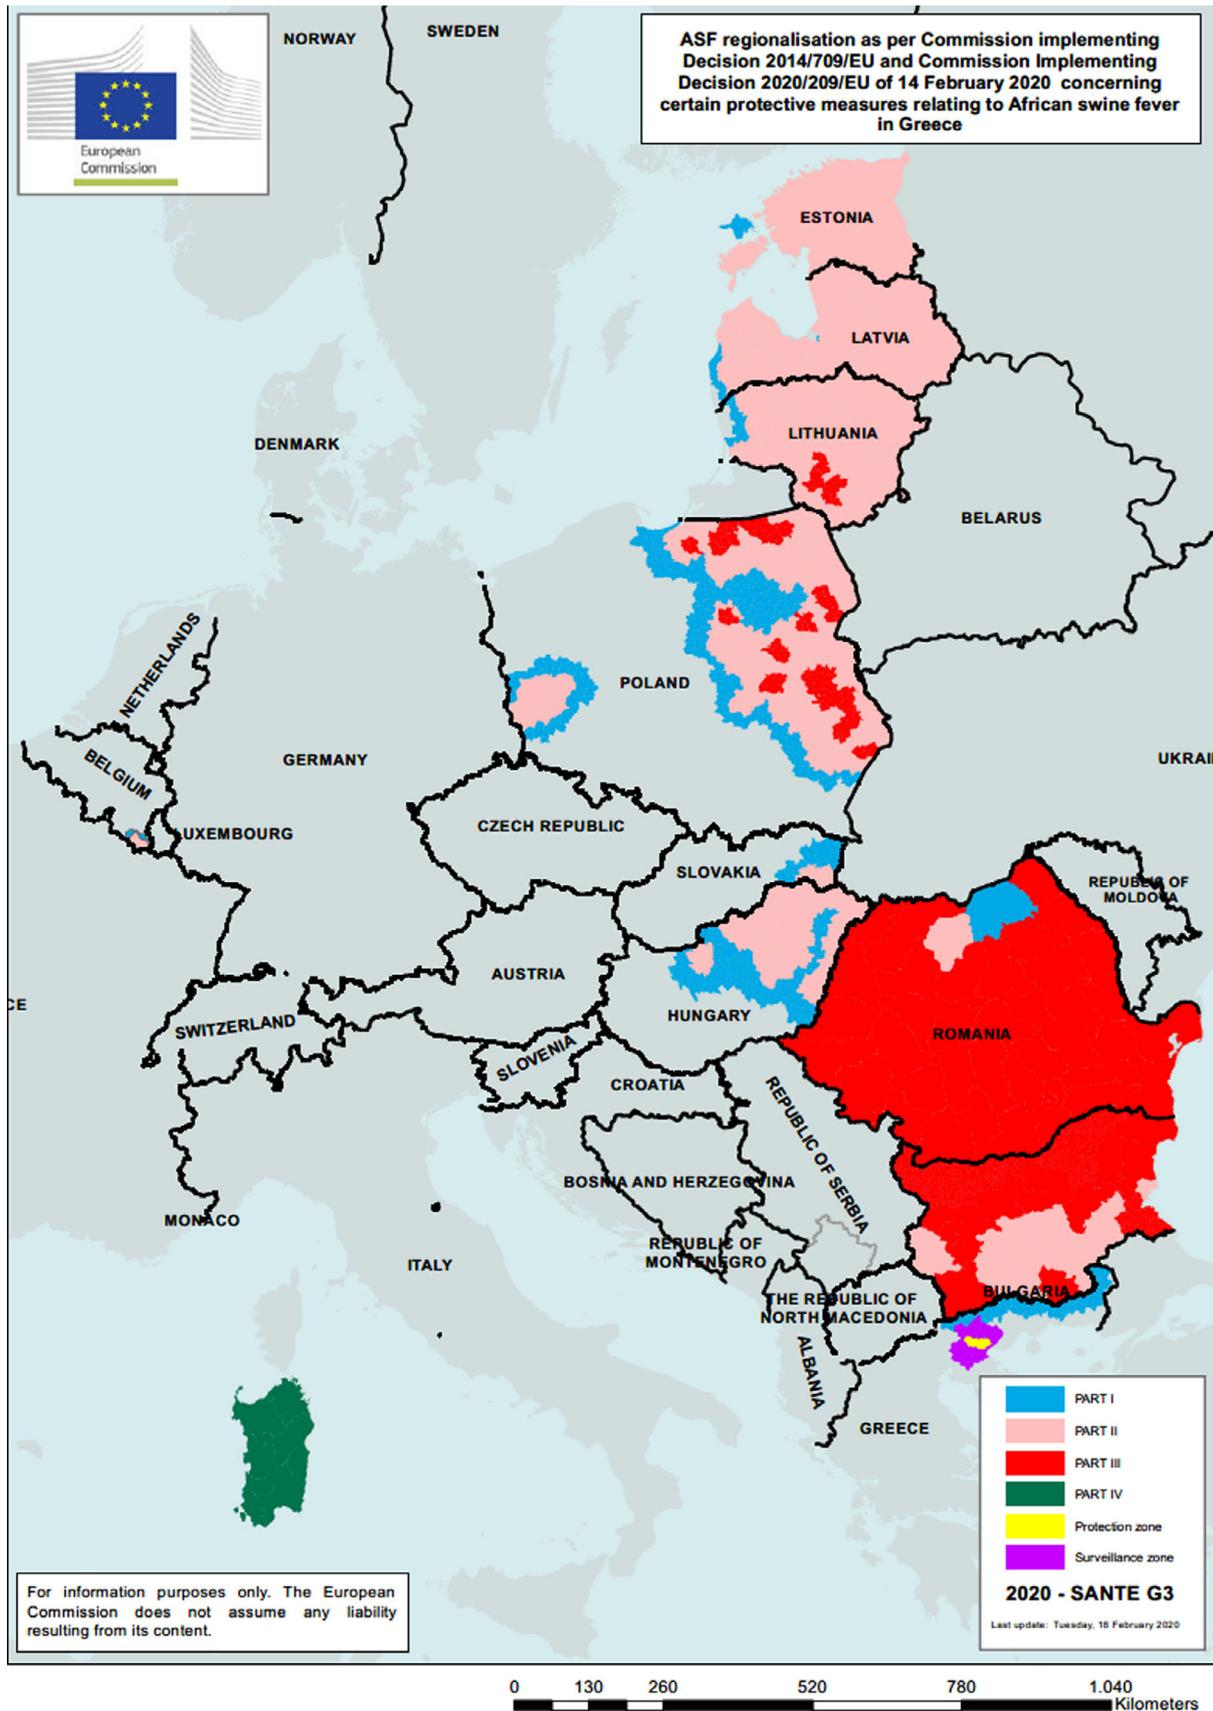 European
Commission
ASF regionalisation as per Commission implementing
Decision 2014/709/EU and Commission Implementing
Decision 2020/209/EU of 14 February 2020 concerning
certain protective measures relating to African swine fever
in Greece
NORWAY
SWEDEN
ESTONIA
LATVIA
DENMARK
LITHUANIA
BELARUS
NETHERLANDS
POLAND
BELGIUM
GERMANY
UKRAI
LUXEMBOURG
CZECH REPUBLIC
SLOVAKIA
REPUBLIC OF
MOLDOVA
AUSTRIA
CE
HUNGARY
SWITZERLAND
ROMANIA
SLOVENIA
CROATIA
REPUBLIC OF SERBIA
BOSNIA AND HERZEGOVINA
MONACO
REPUBLIC OF
MONTENEGRO
ITALY
BULGARIA
THE REPUBLIC OF
NORTH MACEDONIA
ALBANIA
GREECE
PART I
PART II
PART III
PART IV
Protection zone
Surveillance zone
2020 - SANTE G3
Last update: Tuesday, 18 February 2020
For information purposes only. The European
Commission does not assume any liability
resulting from its content.
0 130 260 520 780 1.040
Kilometers